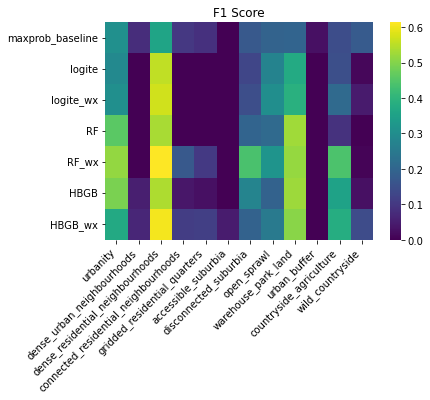 F1 Score
maxprob_baseline
logite
logite_wx
RF
RF_wx
HBGB
HBGB_wx
urbanity
dense_urban_neighbourhoods
dense_residential_neighbourhoods
connected_residential_neighbourhoods
gridded_residential_quarters
accessible_suburbia
disconnected_suburbia
open_sprawl
warehouse_park_land
urban_buffer
countryside_agriculture
wild_countryside
0.6
0.5
0.4
0.3
0.2
0.1
0.0